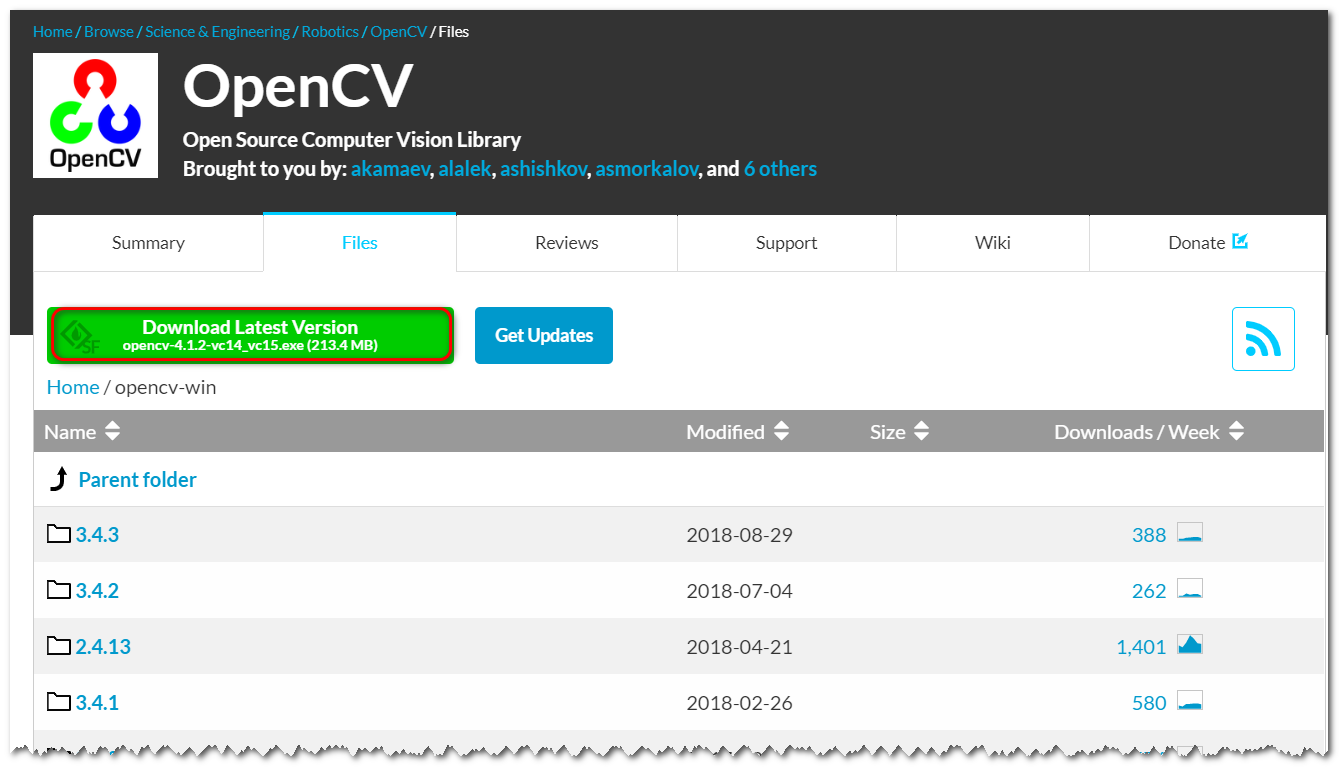 Home / Browse / Science & Engineering / Robotics / OpenCV / Files
OpenCV
OpenCV
Open Source Computer Vision Library
Brought to you by: akamaev, alalek, ashishkov, asmorkalov, and 6 others
Summary
Files
Reviews
Support
Wiki
Donate
SF
Download Latest Version
opencv-4.1.2-vc14_vc15.exe (213.4 MB)
Get Updates
Home / opencv-win
Name Modified Size Downloads / Week
Parent folder
3.4.3 2018-08-29 388
3.4.2 2018-07-04 262
2.4.13 2018-04-21 1,401
3.4.1 2018-02-26 580